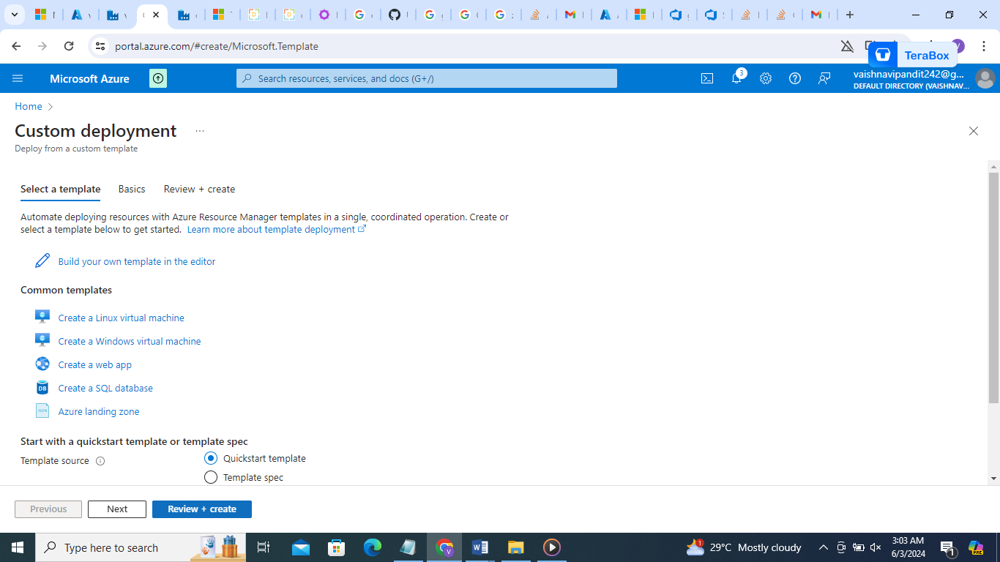 portal.azure.com/#create/Microsoft.Template
TeraBox
Microsoft Azure
Search resources, services, and docs (G+/)
3
vaishnavipandit242@g...
DEFAULT DIRECTORY (VAISHNAV...
Home
Custom deployment
Deploy from a custom template
Select a template
Basics
Review + create
Automate deploying resources with Azure Resource Manager templates in a single, coordinated operation. Create or
select a template below to get started. Learn more about template deployment
Build your own template in the editor
Common templates
Create a Linux virtual machine
Create a Windows virtual machine
Create a web app
DB
Create a SQL database
JSON
Azure landing zone
Start with a quickstart template or template spec
Template source
Quickstart template
Template spec
Previous
Next
Review + create
Type here to search
1
29°C Mostly cloudy
3:03 AM
6/3/2024
1
PRE